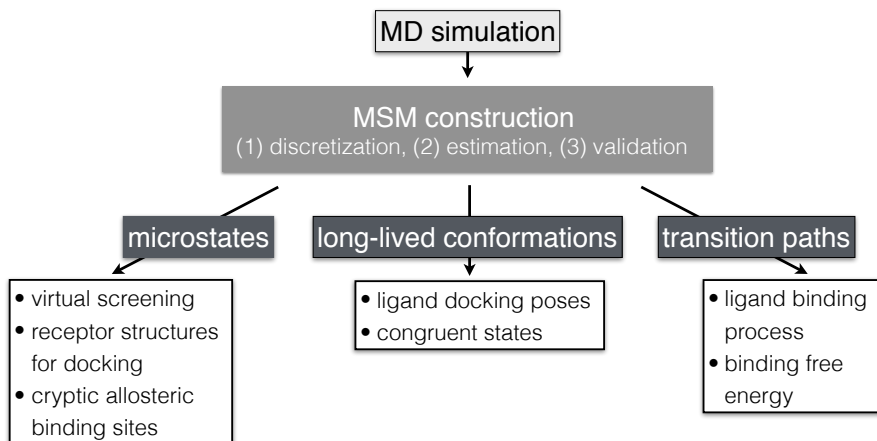 MD simulation
MSM construction
(1) discretization, (2) estimation, (3) validation
microstates
long-lived conformations
transition paths
• virtual screening
• receptor structures
for docking
• cryptic allosteric
binding sites
• ligand docking poses
• congruent states
• ligand binding
process
• binding free
energy